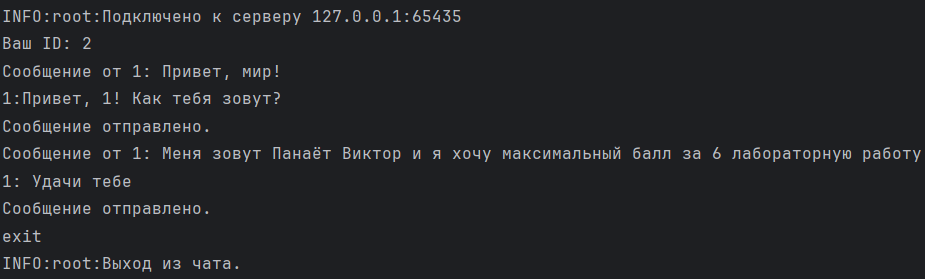 INFO:root:Подключено к серверу 127.0.0.1:65435
Ваш ID: 2
Сообщение от 1: Привет, мир!
1:Привет, 1! Как тебя зовут?
Сообщение отправлено.
Сообщение от 1: Меня зовут Панаёт Виктор и я хочу максимальный балл за 6 лабораторную работу
1: Удачи тебе
Сообщение отправлено.
exit
INFO:root:Выход из чата.